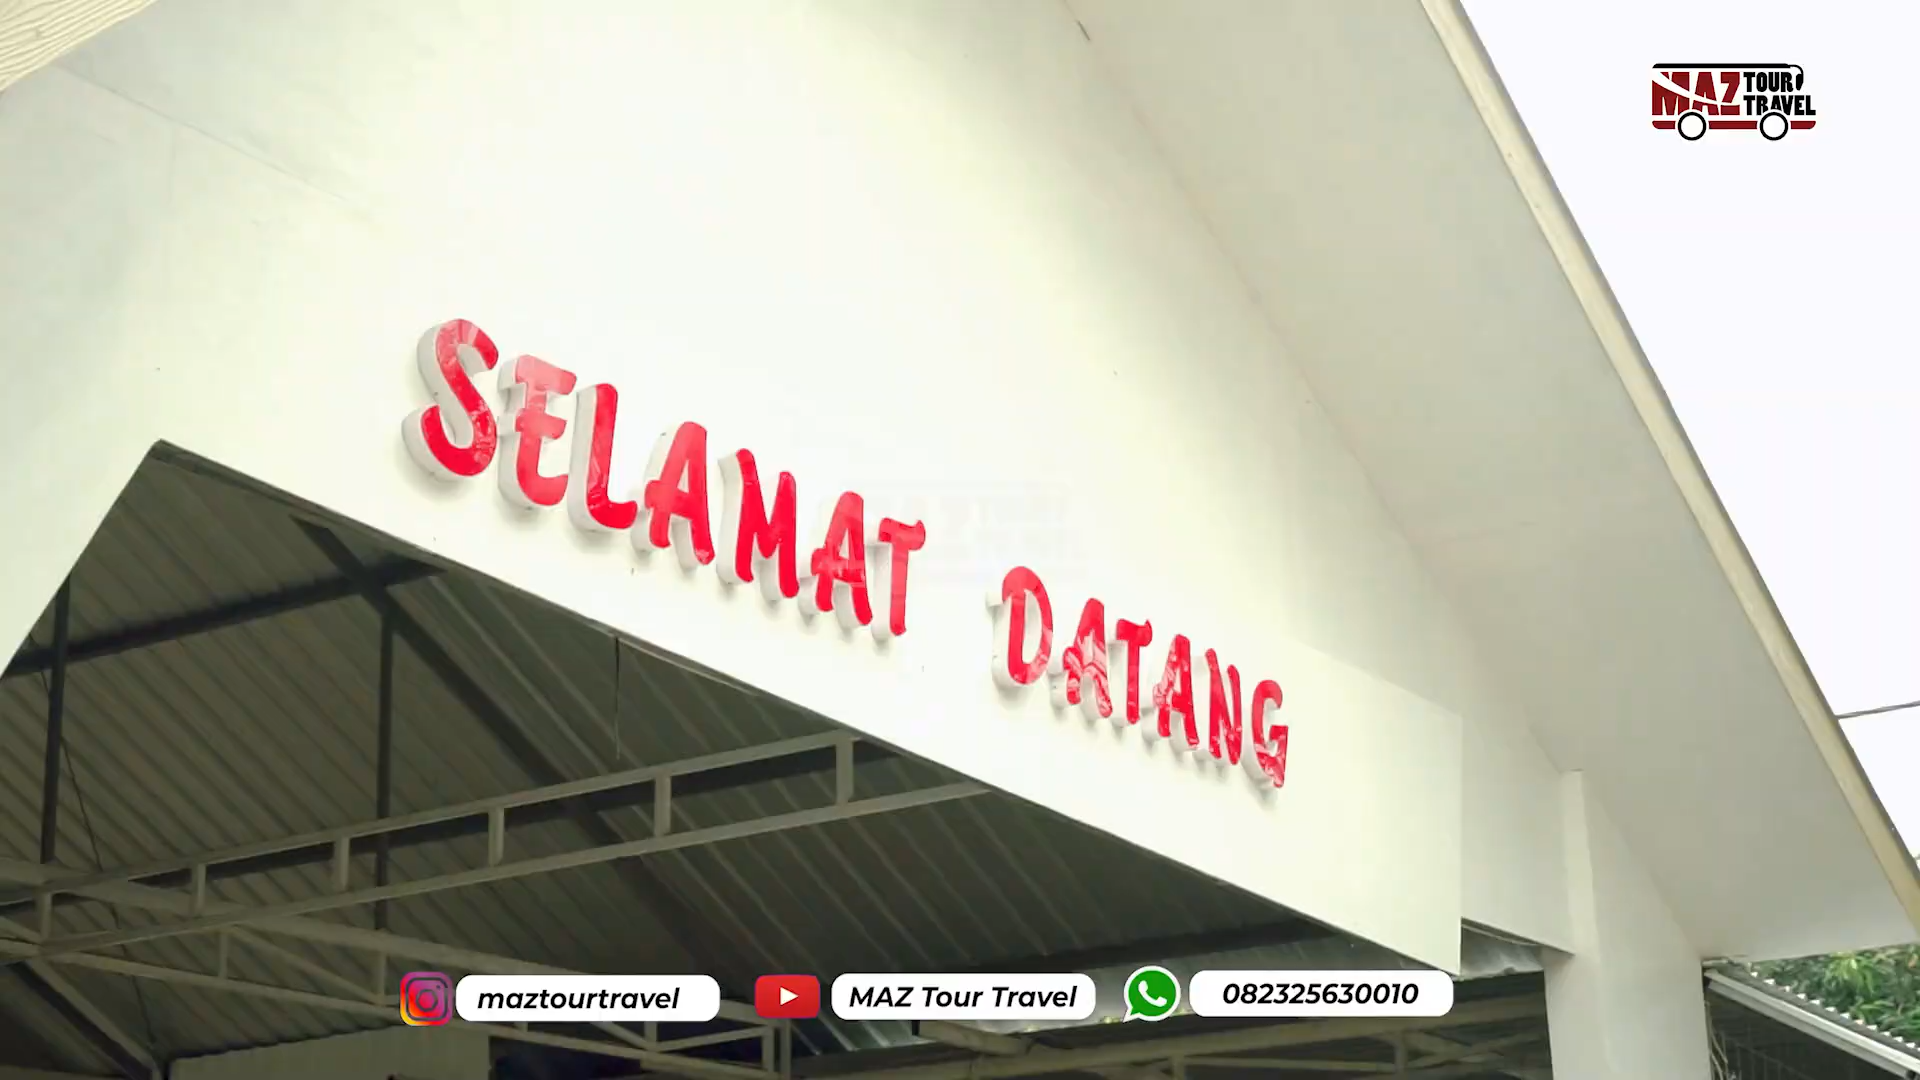 MAZ TOUR
TRAVEL
SELAMAT DATANG
maztourtravel
MAZ Tour Travel
082325630010